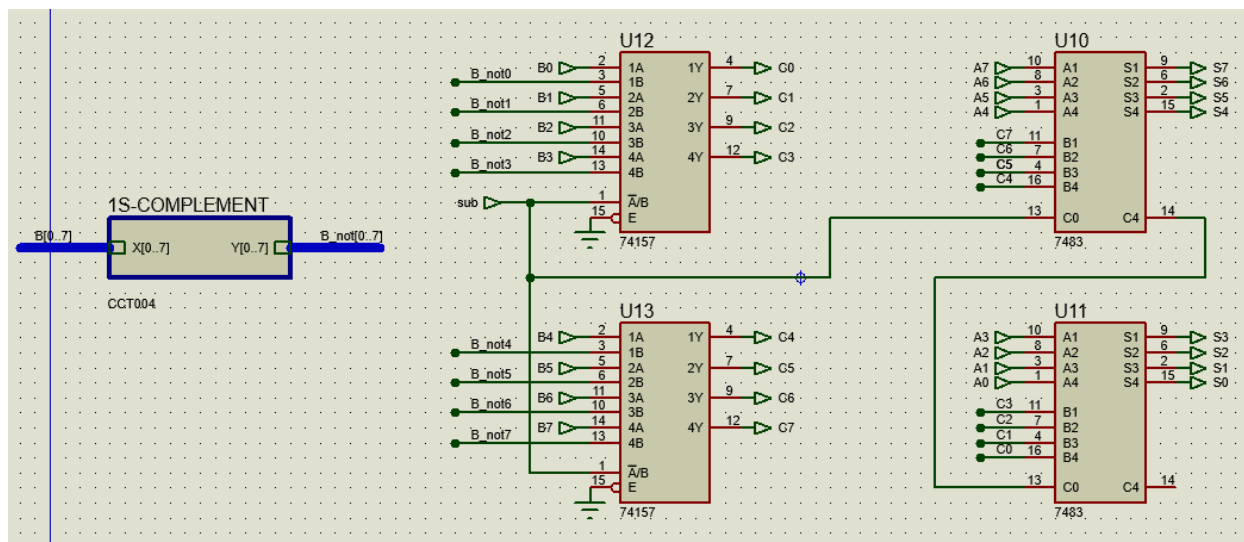 1S-COMPLEMENT
B[0..7]
X[0..7]
Y[0..7]
B_not[0..7]
CCT004
U12
B0 2 1A 1Y 4 C0
B_not0 3 1B
B1 5 2A 2Y 7 C1
B_not1 6 2B
B2 11 3A 3Y 9 C2
B_not2 10 3B
B3 14 4A 4Y 12 C3
B_not3 13 4B
sub 1 A/B
15 E
74157
U13
B4 2 1A 1Y 4 C4
B_not4 3 1B
B5 5 2A 2Y 7 C5
B_not5 6 2B
B6 11 3A 3Y 9 C6
B_not6 10 3B
B7 14 4A 4Y 12 C7
B_not7 13 4B
1 A/B
15 E
74157
U10
A7 10 A1 S1 9 S7
A6 8 A2 S2 6 S6
A5 3 A3 S3 2 S5
A4 1 A4 S4 15 S4
C7 11 B1
C6 7 B2
C5 4 B3
C4 16 B4
13 C0 C4 14
7483
U11
A3 10 A1 S1 9 S3
A2 8 A2 S2 6 S2
A1 3 A3 S3 2 S1
A0 1 A4 S4 15 S0
C3 11 B1
C2 7 B2
C1 4 B3
C0 16 B4
13 C0 C4 14
7483